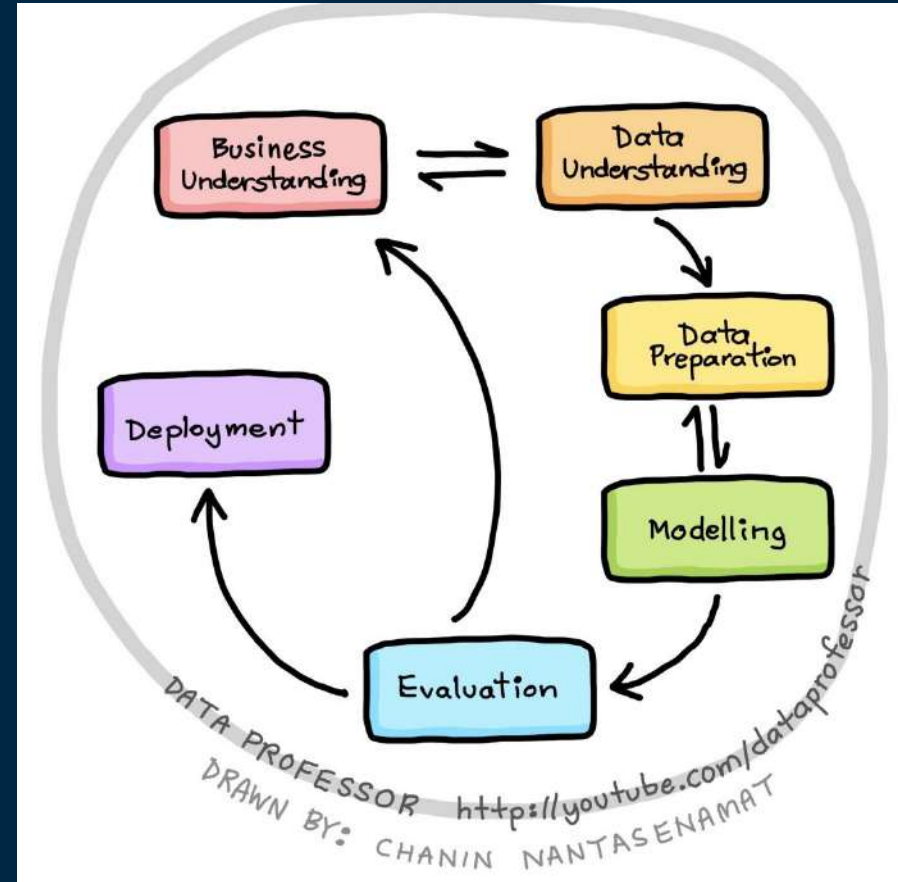 Business
Understanding
Data
Understanding
Data
Preparation
Deployment
Modelling
Evaluation
DATA PROFESSOR http://youtube.com/dataprofessor
DRAWN BY: CHANIN NANTASENAMAT